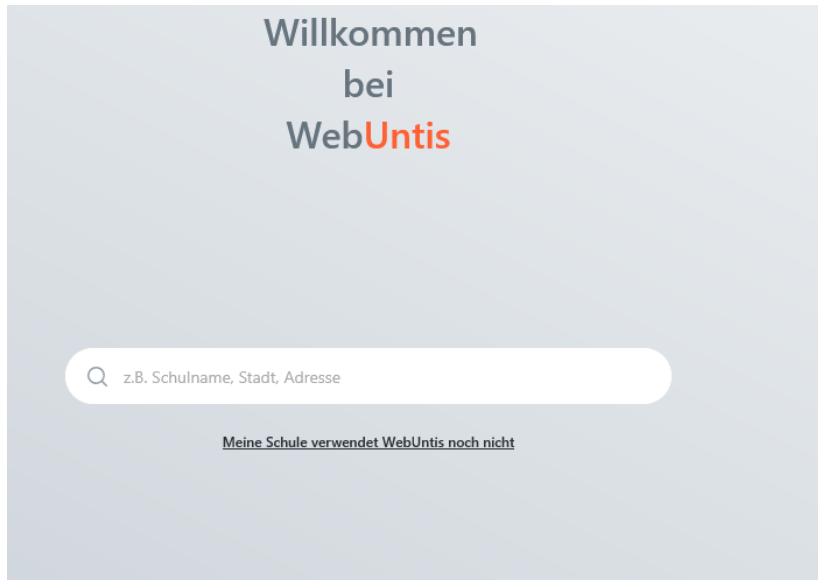 Willkommen
bei
WebUntis
z.B. Schulname, Stadt, Adresse
Meine Schule verwendet WebUntis noch nicht